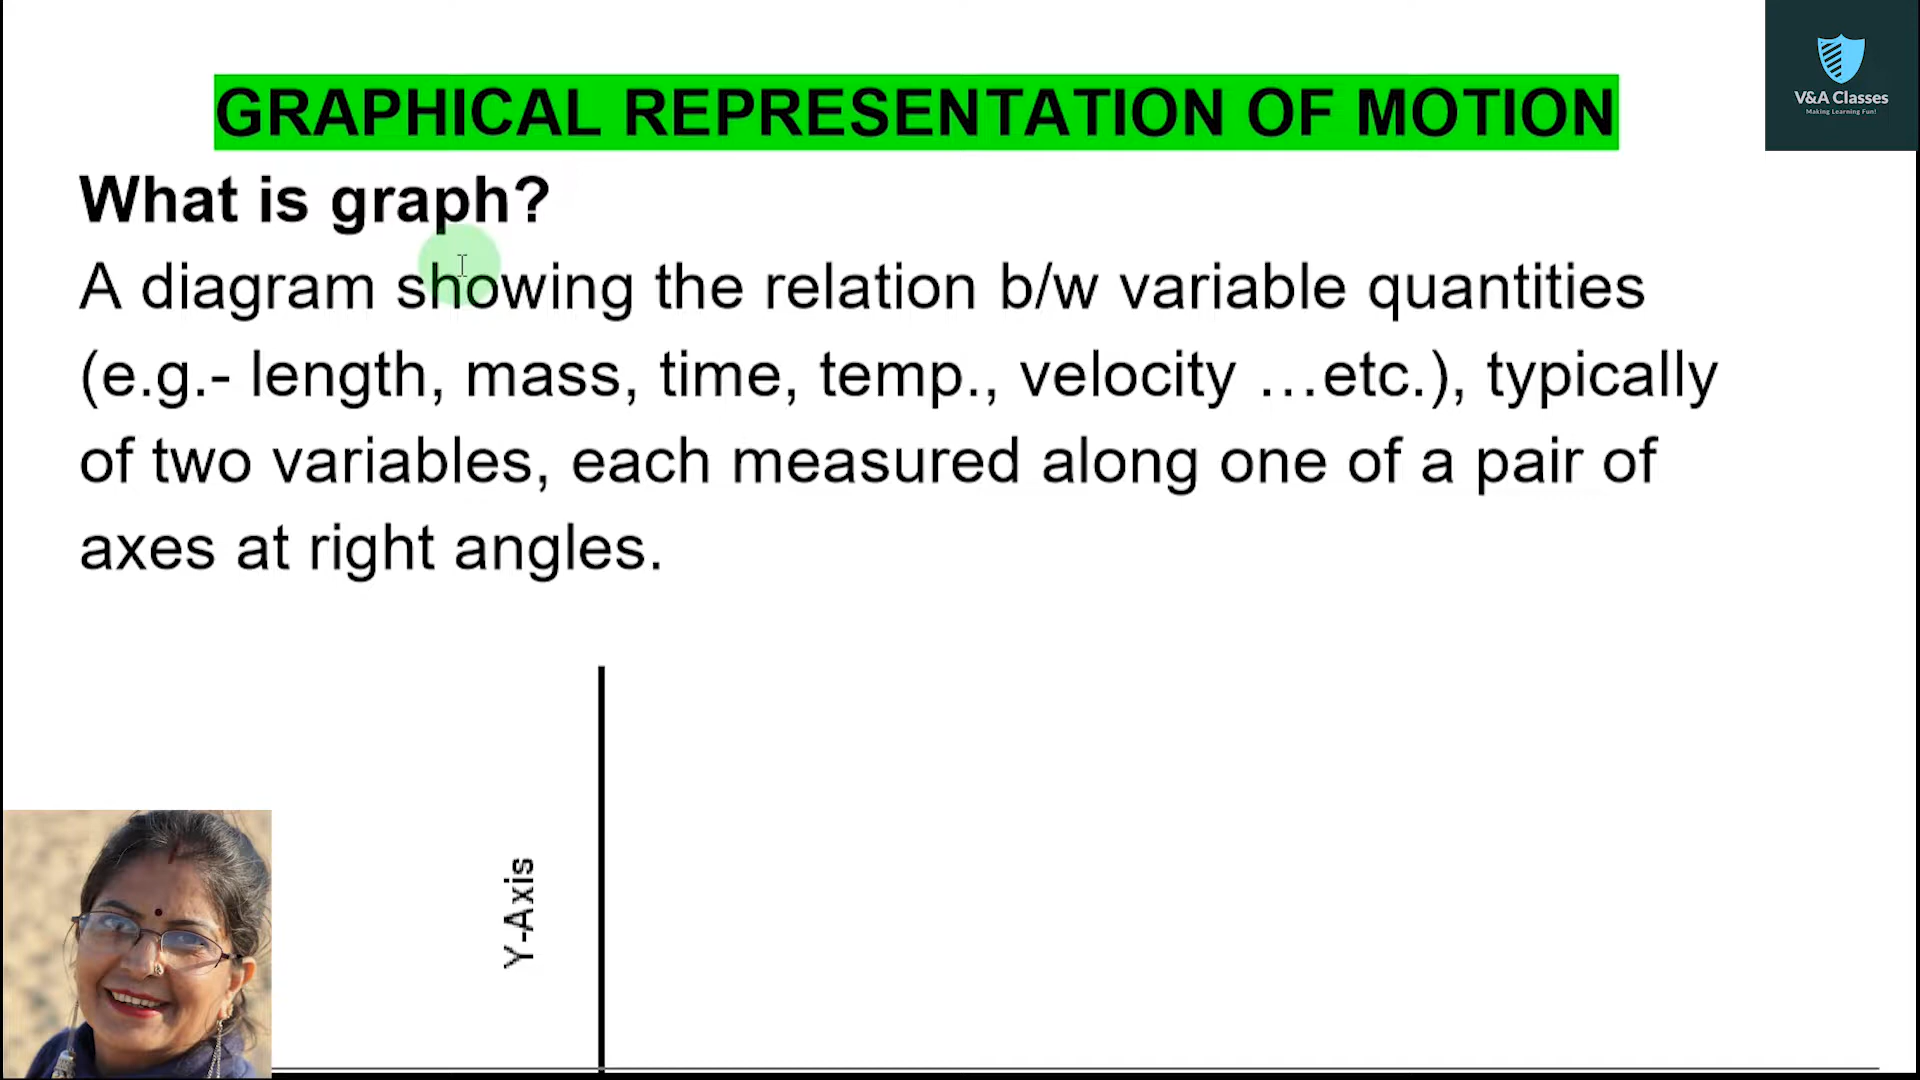 V&A Classes
Making Learning Fun!
GRAPHICAL REPRESENTATION OF MOTION
What is graph?
A diagram showing the relation b/w variable quantities
(e.g.- length, mass, time, temp., velocity …etc.), typically
of two variables, each measured along one of a pair of
axes at right angles.
Y-Axis